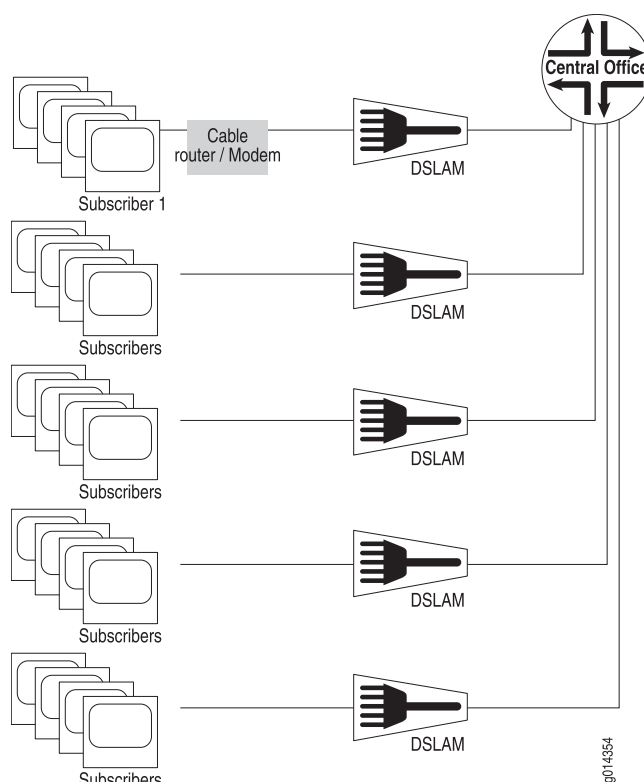 Central Office
Cable
router / Modem
DSLAM
Subscriber 1
DSLAM
Subscribers
DSLAM
Subscribers
DSLAM
Subscribers
DSLAM
Subscribers
g014354